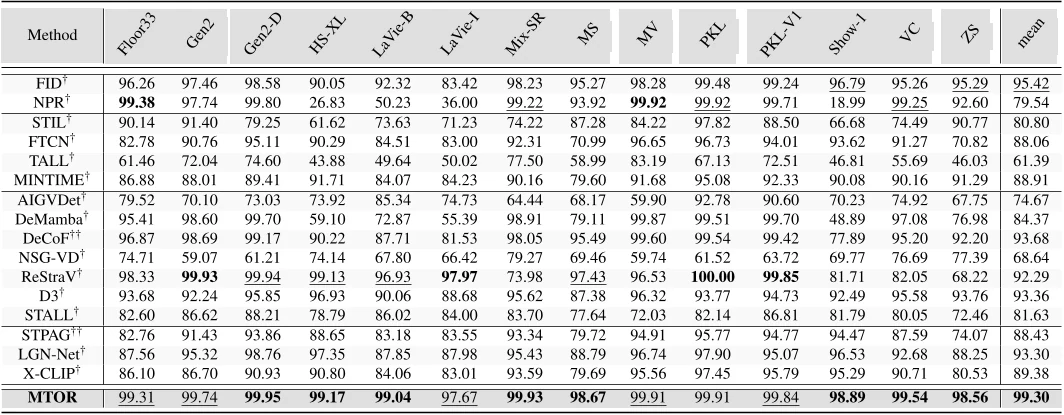 Method Floor33 Gen2 Gen2-D HS-XL LaVie-B LaVie-I Mix-SR MS MV PKL PKL-V1 Show-1 VC ZS mean
FID† 96.26 97.46 98.58 90.05 92.32 83.42 98.23 95.27 98.28 99.48 99.24 96.79 95.26 95.29 95.42
NPR† 99.38 97.74 99.80 26.83 50.23 36.00 99.22 93.92 99.92 99.92 99.71 18.99 99.25 92.60 79.54
STIL† 90.14 91.40 79.25 61.62 73.63 71.23 74.22 87.28 84.22 97.82 88.50 66.68 74.49 90.77 80.80
FTCN† 82.78 90.76 95.11 90.29 84.51 83.00 92.31 70.99 96.65 96.73 94.01 93.62 91.27 70.82 88.06
TALL† 61.46 72.04 74.60 43.88 49.64 50.02 77.50 58.99 83.19 67.13 72.51 46.81 55.69 46.03 61.39
MINTIME† 86.88 88.01 89.41 91.71 84.07 84.23 90.16 79.60 91.68 95.08 92.33 90.08 90.16 91.29 88.91
AIGVDet† 79.52 70.10 73.03 73.92 85.34 74.73 64.44 68.17 59.90 92.78 90.60 70.23 74.92 67.75 74.67
DeMamba† 95.41 98.60 99.70 59.10 72.87 55.39 98.91 79.11 99.87 99.51 99.70 48.89 97.08 76.98 84.37
DeCoF†† 96.87 98.69 99.17 90.22 87.71 81.53 98.05 95.49 99.60 99.54 99.42 77.89 95.20 92.20 93.68
NSG-VD† 74.71 59.07 61.21 74.14 67.80 66.42 79.27 69.46 59.74 61.52 63.72 69.77 76.69 77.39 68.64
ReStraV† 98.33 99.93 99.94 99.13 96.93 97.97 73.98 97.43 96.53 100.00 99.85 81.71 82.05 68.22 92.29
D3† 93.68 92.24 95.85 96.93 90.06 88.68 95.62 87.38 96.32 93.77 94.73 92.49 95.58 93.76 93.36
STALL† 82.60 86.62 88.21 78.79 86.02 84.00 83.70 77.64 72.03 82.14 86.81 81.79 80.05 72.46 81.63
STPAG†† 82.76 91.43 93.86 88.65 83.18 83.55 93.34 79.72 94.91 95.77 94.77 94.47 87.59 74.07 88.43
LGN-Net† 87.56 95.32 98.76 97.35 87.85 87.98 95.43 88.79 96.74 97.90 95.07 96.53 92.68 88.25 93.30
X-CLIP† 86.10 86.70 90.93 90.80 84.06 83.01 93.59 79.69 95.56 97.45 95.79 95.29 90.71 80.53 89.38
MTOR 99.31 99.74 99.95 99.17 99.04 97.67 99.93 98.67 99.91 99.91 99.84 98.89 99.54 98.56 99.30